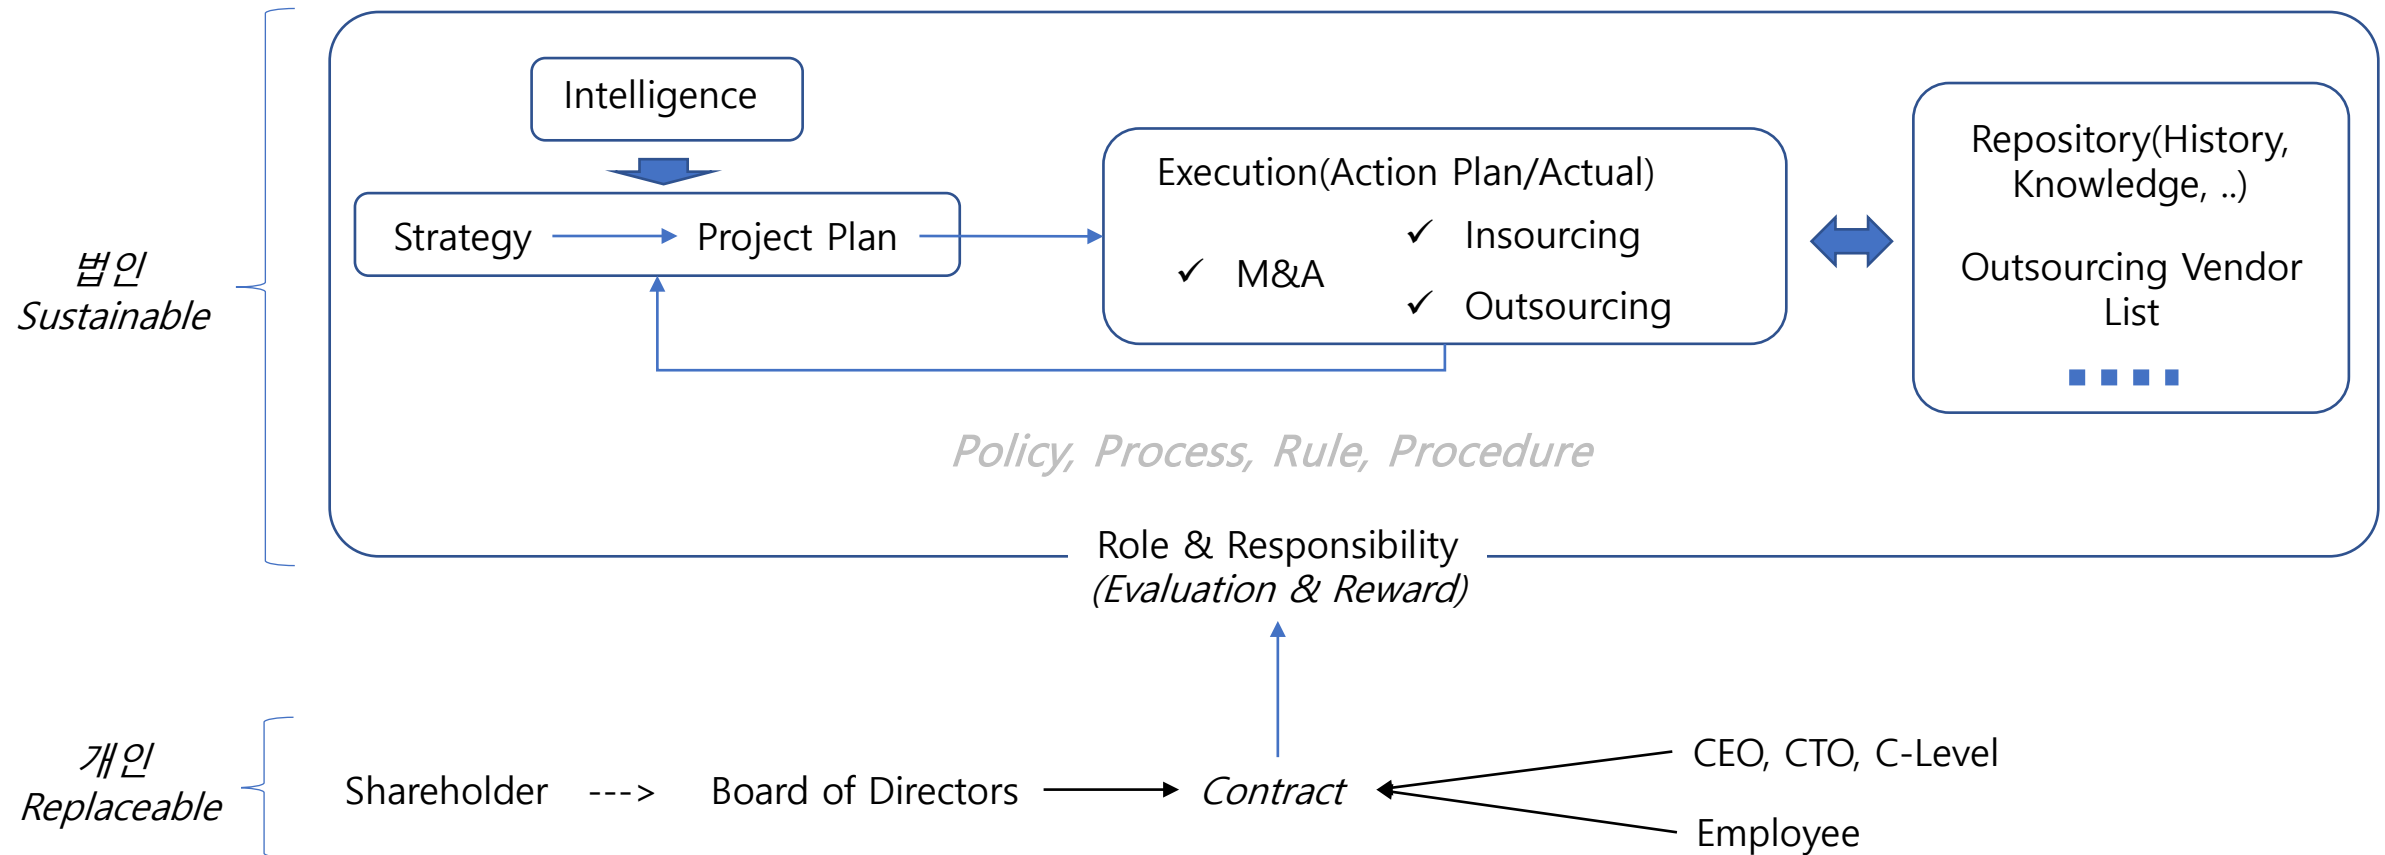 Intelligence
Strategy
Project Plan
Execution(Action Plan/Actual)
✓ M&A
✓ Insourcing
✓ Outsourcing
Repository(History,
Knowledge, ..)
Outsourcing Vendor
List
법인
Sustainable
Policy, Process, Rule, Procedure
Role & Responsibility
(Evaluation & Reward)
개인
Replaceable
Shareholder ---> Board of Directors
Contract
CEO, CTO, C-Level
Employee